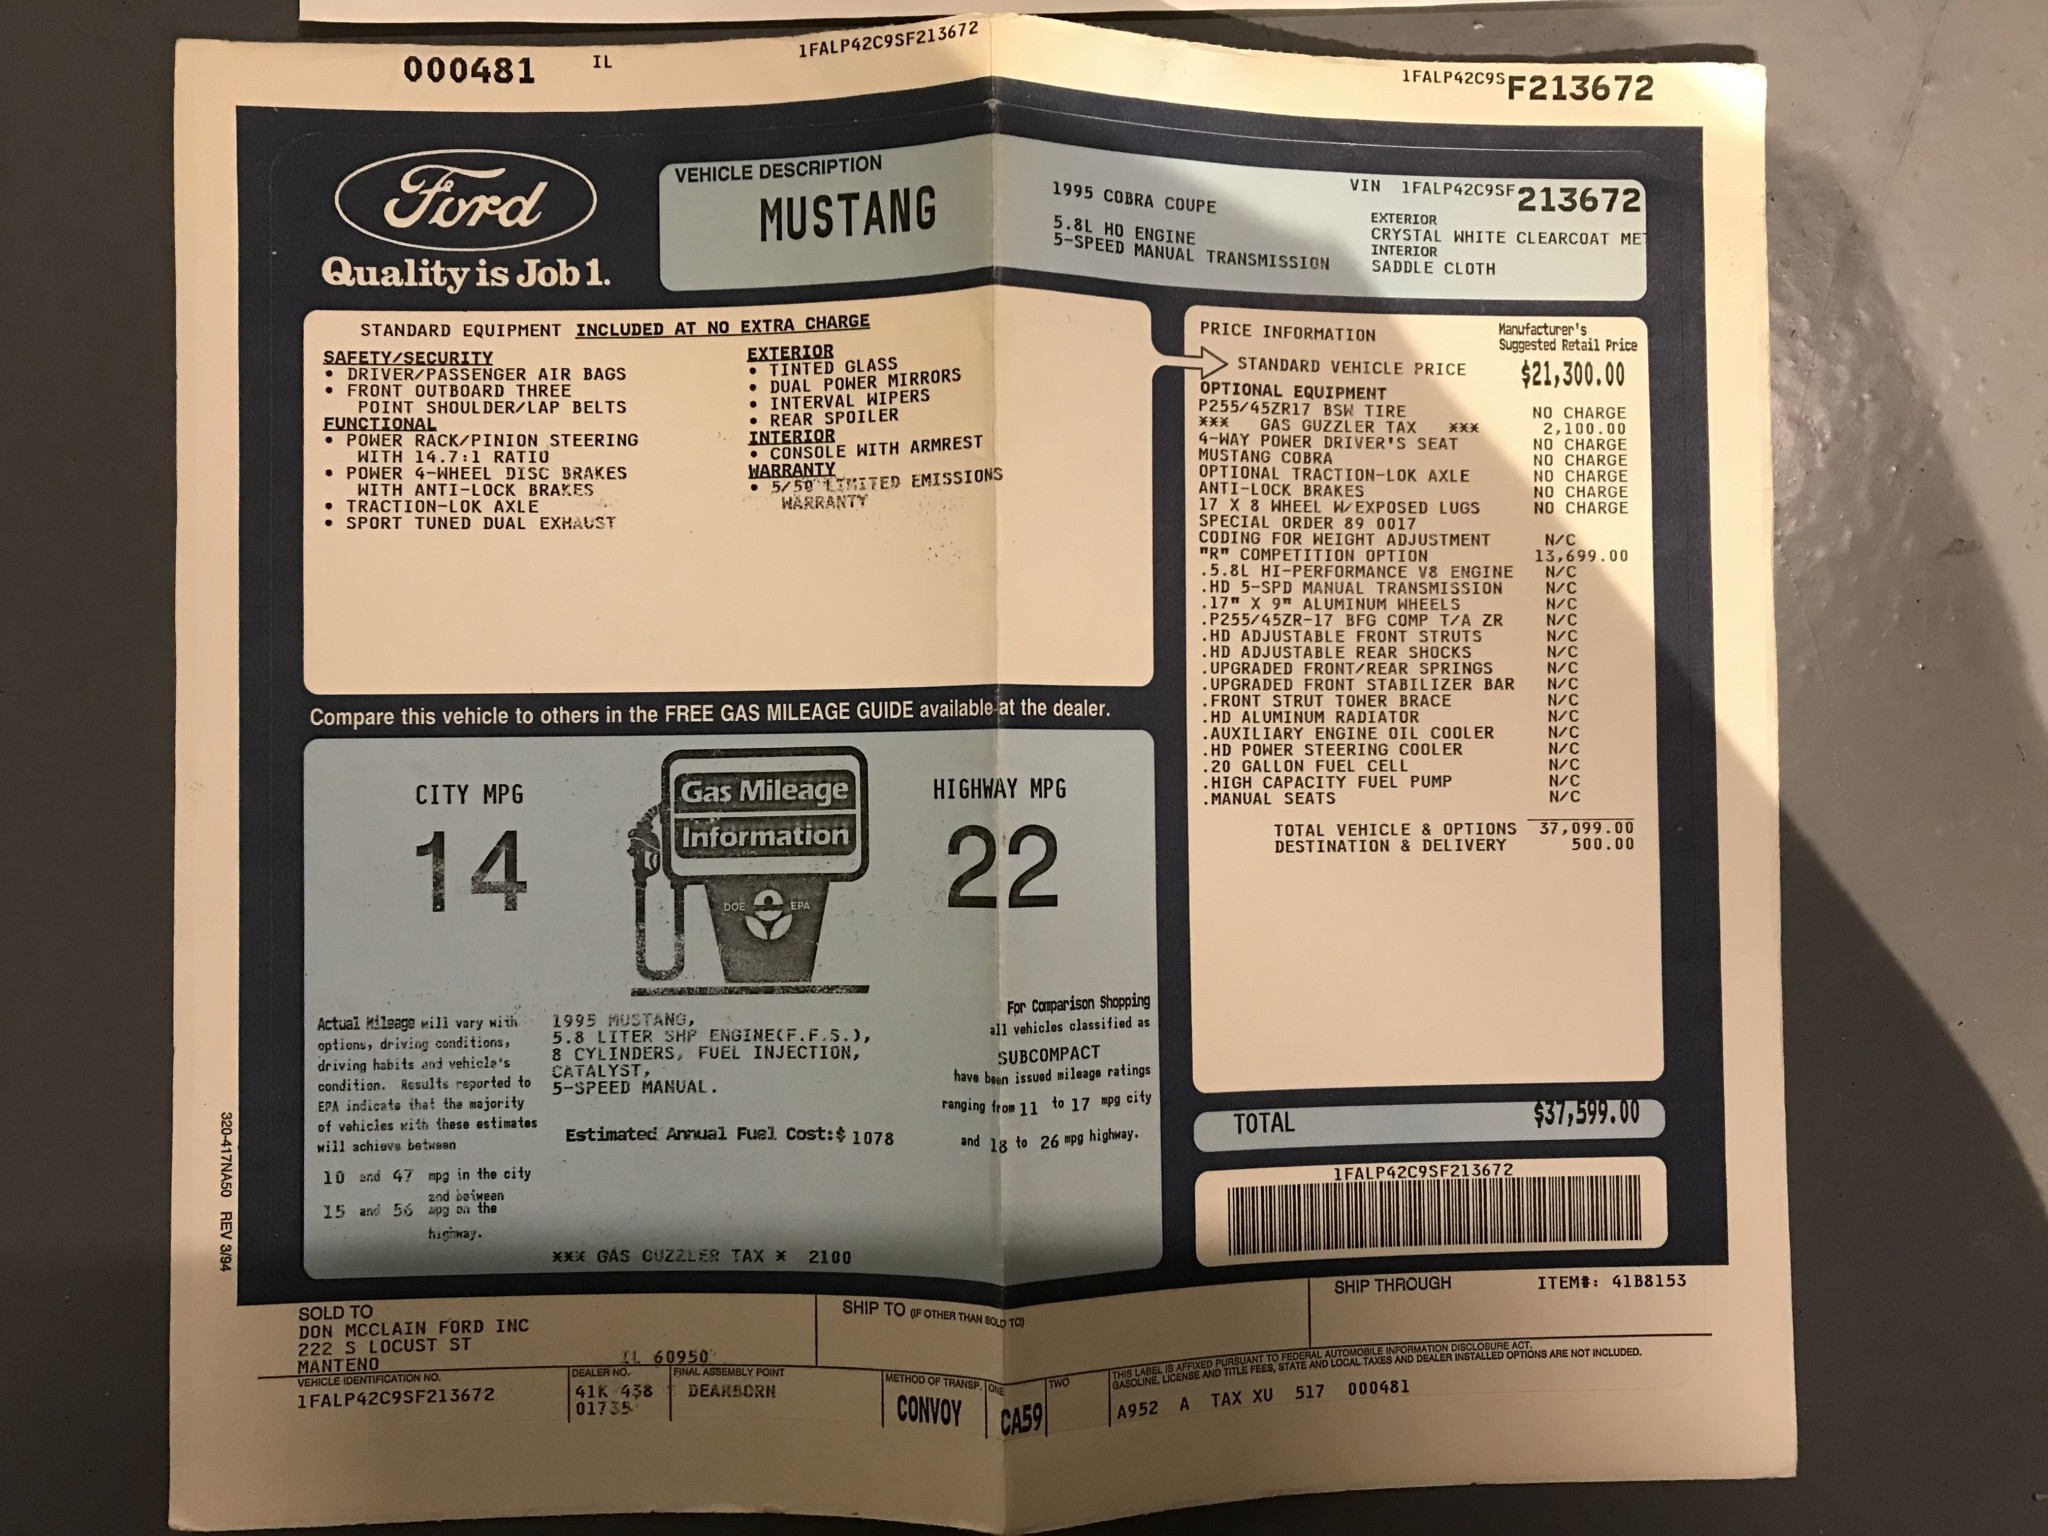 000481
IL
1FALP42C9SF213672
1FALP42C9SF213672
Ford
Quality is Job 1.
VEHICLE DESCRIPTION
MUSTANG
1995 COBRA COUPE
5.8L HO ENGINE
5-SPEED MANUAL TRANSMISSION
VIN 1FALP42C9SF213672
EXTERIOR
CRYSTAL WHITE CLEARCOAT MET
INTERIOR
SADDLE CLOTH
STANDARD EQUIPMENT INCLUDED AT NO EXTRA CHARGE
SAFETY/SECURITY
• DRIVER/PASSENGER AIR BAGS
• FRONT OUTBOARD THREE
POINT SHOULDER/LAP BELTS
FUNCTIONAL
• POWER RACK/PINION STEERING
WITH 14.7:1 RATIO
• POWER 4-WHEEL DISC BRAKES
WITH ANTI-LOCK BRAKES
• TRACTION-LOK AXLE
• SPORT TUNED DUAL EXHAUST
EXTERIOR
• TINTED GLASS
• DUAL POWER MIRRORS
• INTERVAL WIPERS
• REAR SPOILER
INTERIOR
• CONSOLE WITH ARMREST
WARRANTY
• 5/50 LIMITED EMISSIONS
WARRANTY
PRICE INFORMATION
Manufacturer's
Suggested Retail Price
STANDARD VEHICLE PRICE $21,300.00
OPTIONAL EQUIPMENT
P255/45ZR17 BSW TIRE NO CHARGE
*** GAS GUZZLER TAX *** 2,100.00
4-WAY POWER DRIVER'S SEAT NO CHARGE
MUSTANG COBRA NO CHARGE
OPTIONAL TRACTION-LOK AXLE NO CHARGE
ANTI-LOCK BRAKES NO CHARGE
17 X 8 WHEEL W/EXPOSED LUGS NO CHARGE
SPECIAL ORDER 89 0017
CODING FOR WEIGHT ADJUSTMENT N/C
"R" COMPETITION OPTION 13,699.00
.5.8L HI-PERFORMANCE V8 ENGINE N/C
.HD 5-SPD MANUAL TRANSMISSION N/C
.17" X 9" ALUMINUM WHEELS N/C
.P255/45ZR-17 BFG COMP T/A ZR N/C
.HD ADJUSTABLE FRONT STRUTS N/C
.HD ADJUSTABLE REAR SHOCKS N/C
.UPGRADED FRONT/REAR SPRINGS N/C
.UPGRADED FRONT STABILIZER BAR N/C
.FRONT STRUT TOWER BRACE N/C
.HD ALUMINUM RADIATOR N/C
.AUXILIARY ENGINE OIL COOLER N/C
.HD POWER STEERING COOLER N/C
.20 GALLON FUEL CELL N/C
.HIGH CAPACITY FUEL PUMP N/C
.MANUAL SEATS N/C
TOTAL VEHICLE & OPTIONS 37,099.00
DESTINATION & DELIVERY 500.00
Compare this vehicle to others in the FREE GAS MILEAGE GUIDE available at the dealer.
CITY MPG
14
Gas Mileage
Information
DOE EPA
HIGHWAY MPG
22
Actual Mileage will vary with
options, driving conditions,
driving habits and vehicle's
condition. Results reported to
EPA indicate that the majority
of vehicles with these estimates
will achieve between
10 and 47 mpg in the city
and between
15 and 56 mpg on the
highway.
1995 MUSTANG,
5.8 LITER SHP ENGINE(F.F.S.),
8 CYLINDERS, FUEL INJECTION,
CATALYST,
5-SPEED MANUAL.
Estimated Annual Fuel Cost:$ 1078
*** GAS GUZZLER TAX * 2100
For Comparison Shopping
all vehicles classified as
SUBCOMPACT
have been issued mileage ratings
ranging from 11 to 17 mpg city
and 18 to 26 mpg highway.
TOTAL $37,599.00
1FALP42C9SF213672
320-417NA50 REV 3/94
SOLD TO
DON MCCLAIN FORD INC
222 S LOCUST ST
MANTENO IL 60950
SHIP TO (IF OTHER THAN SOLD TO)
SHIP THROUGH
ITEM#: 41B8153
VEHICLE IDENTIFICATION NO.
1FALP42C9SF213672
DEALER NO.
41K 438
01735
FINAL ASSEMBLY POINT
DEARBORN
METHOD OF TRANSP.
CONVOY
ONE
CA59
TWO
THIS LABEL IS AFFIXED PURSUANT TO FEDERAL AUTOMOBILE INFORMATION DISCLOSURE ACT.
GASOLINE, LICENSE AND TITLE FEES, STATE AND LOCAL TAXES AND DEALER INSTALLED OPTIONS ARE NOT INCLUDED.
A952 A TAX XU 517 000481